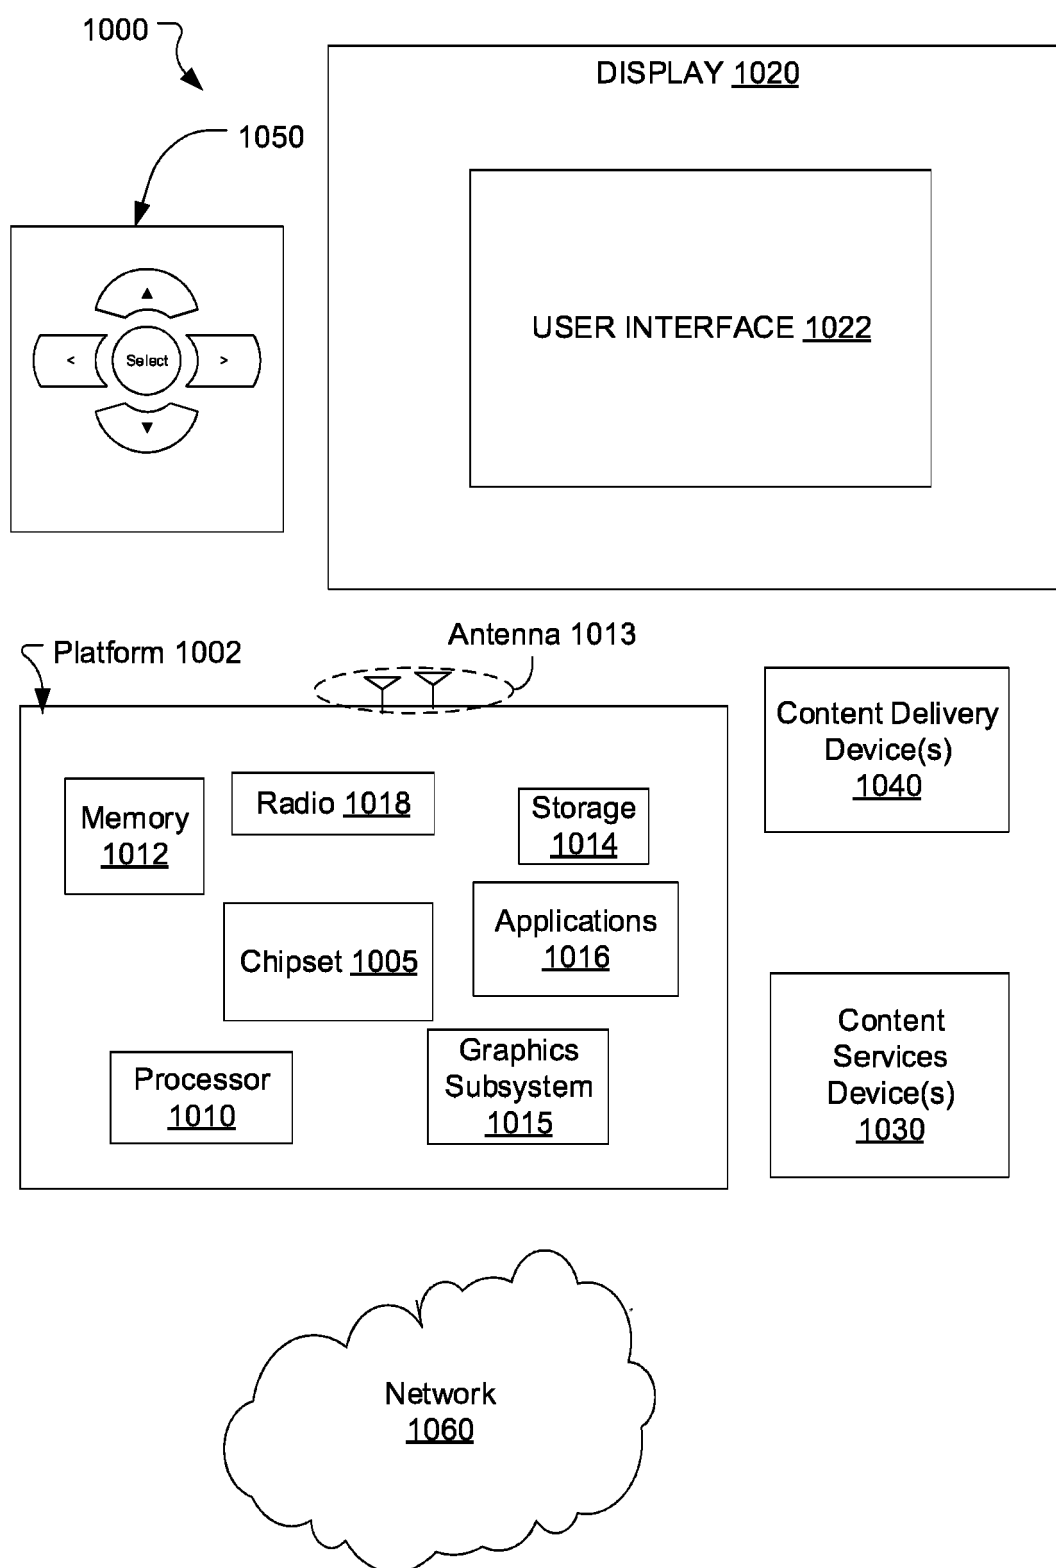 1000
DISPLAY 1020
1050
USER INTERFACE 1022
▲
< Select >
▼
Antenna 1013
Platform 1002
Content Delivery
Device(s)
1040
Memory
1012
Radio 1018
Storage
1014
Applications
1016
Chipset 1005
Content
Services
Device(s)
1030
Graphics
Subsystem
1015
Processor
1010
Network
1060